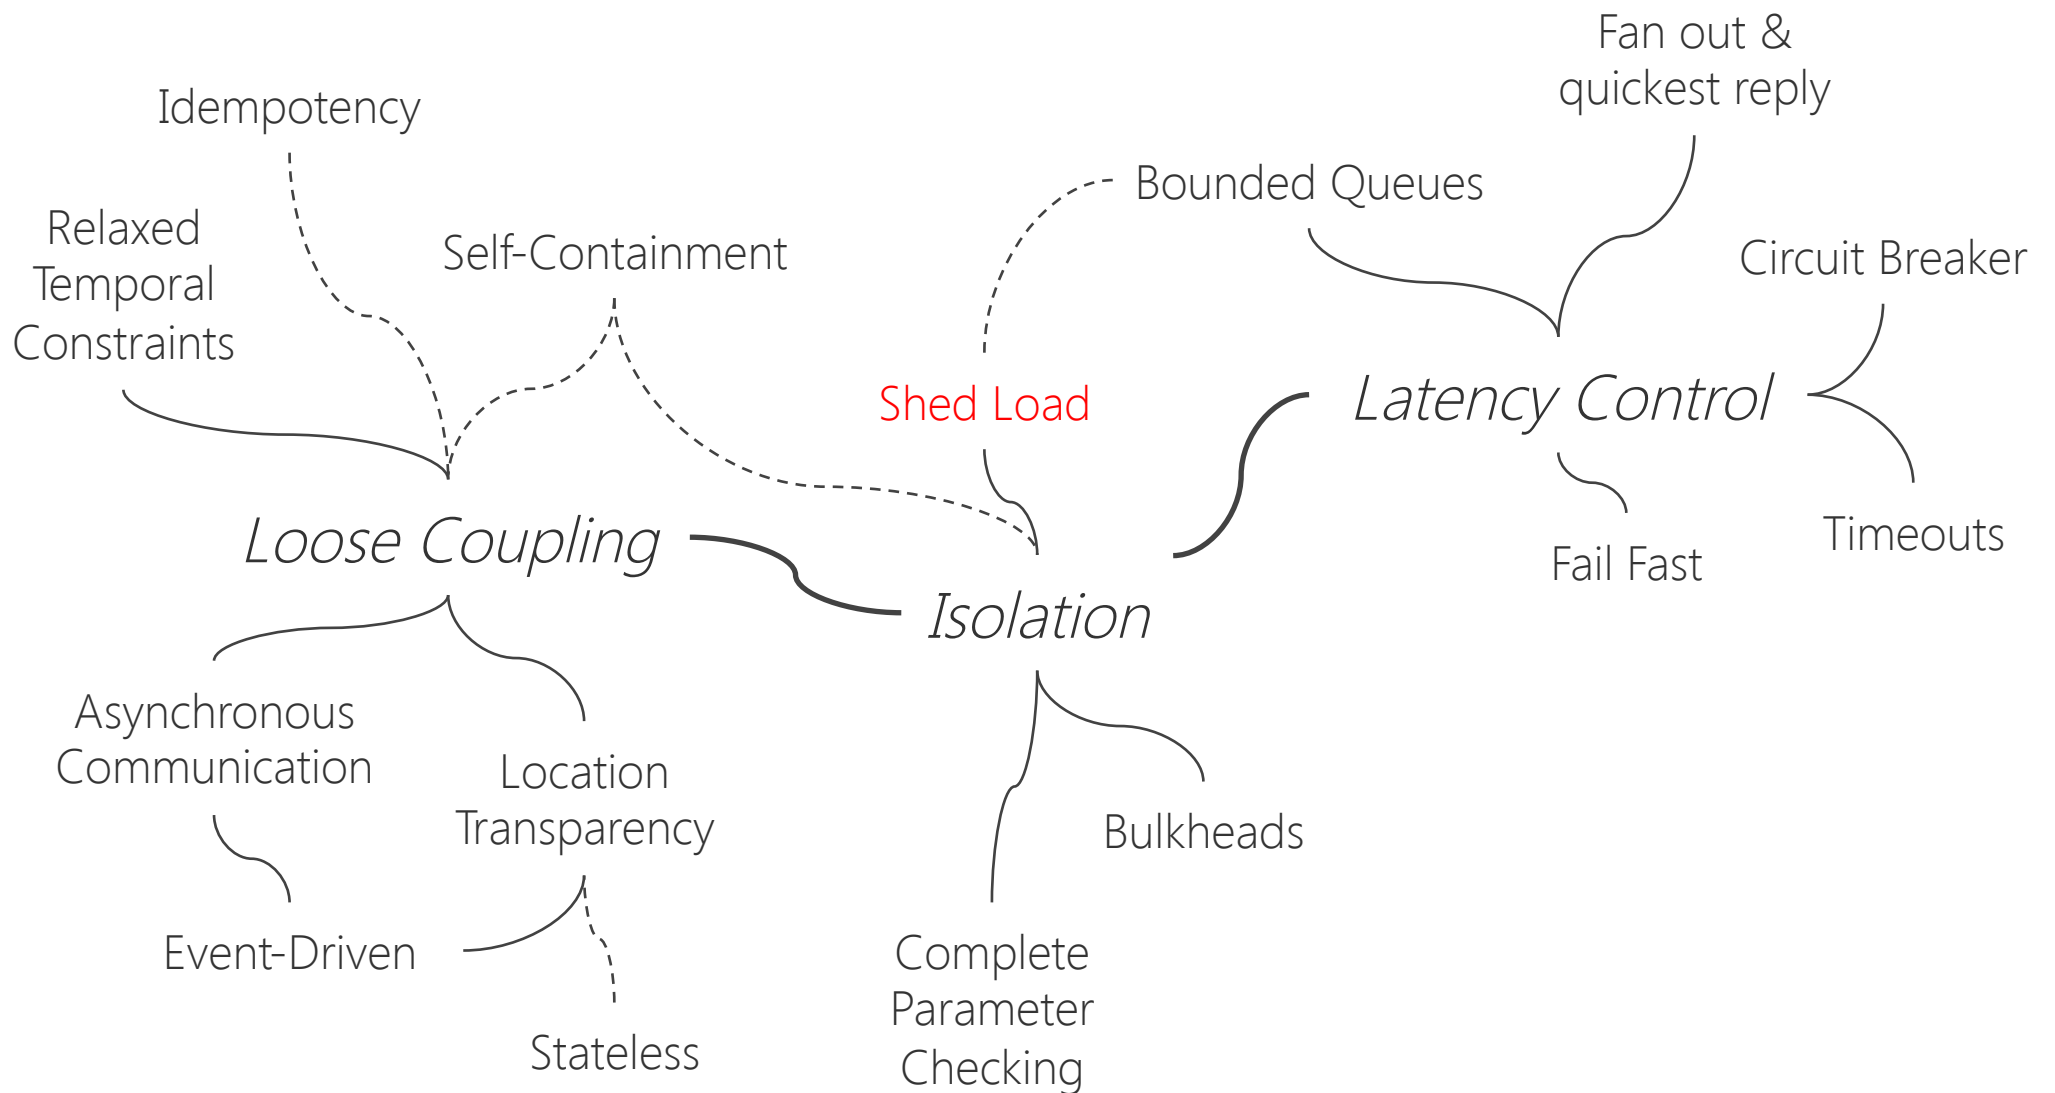 Fan out &
quickest reply
Idempotency
Bounded Queues
Relaxed
Temporal
Constraints
Self-Containment
Circuit Breaker
Shed Load
Latency Control
Loose Coupling
Fail Fast
Timeouts
Isolation
Asynchronous
Communication
Location
Transparency
Bulkheads
Event-Driven
Complete
Parameter
Checking
Stateless